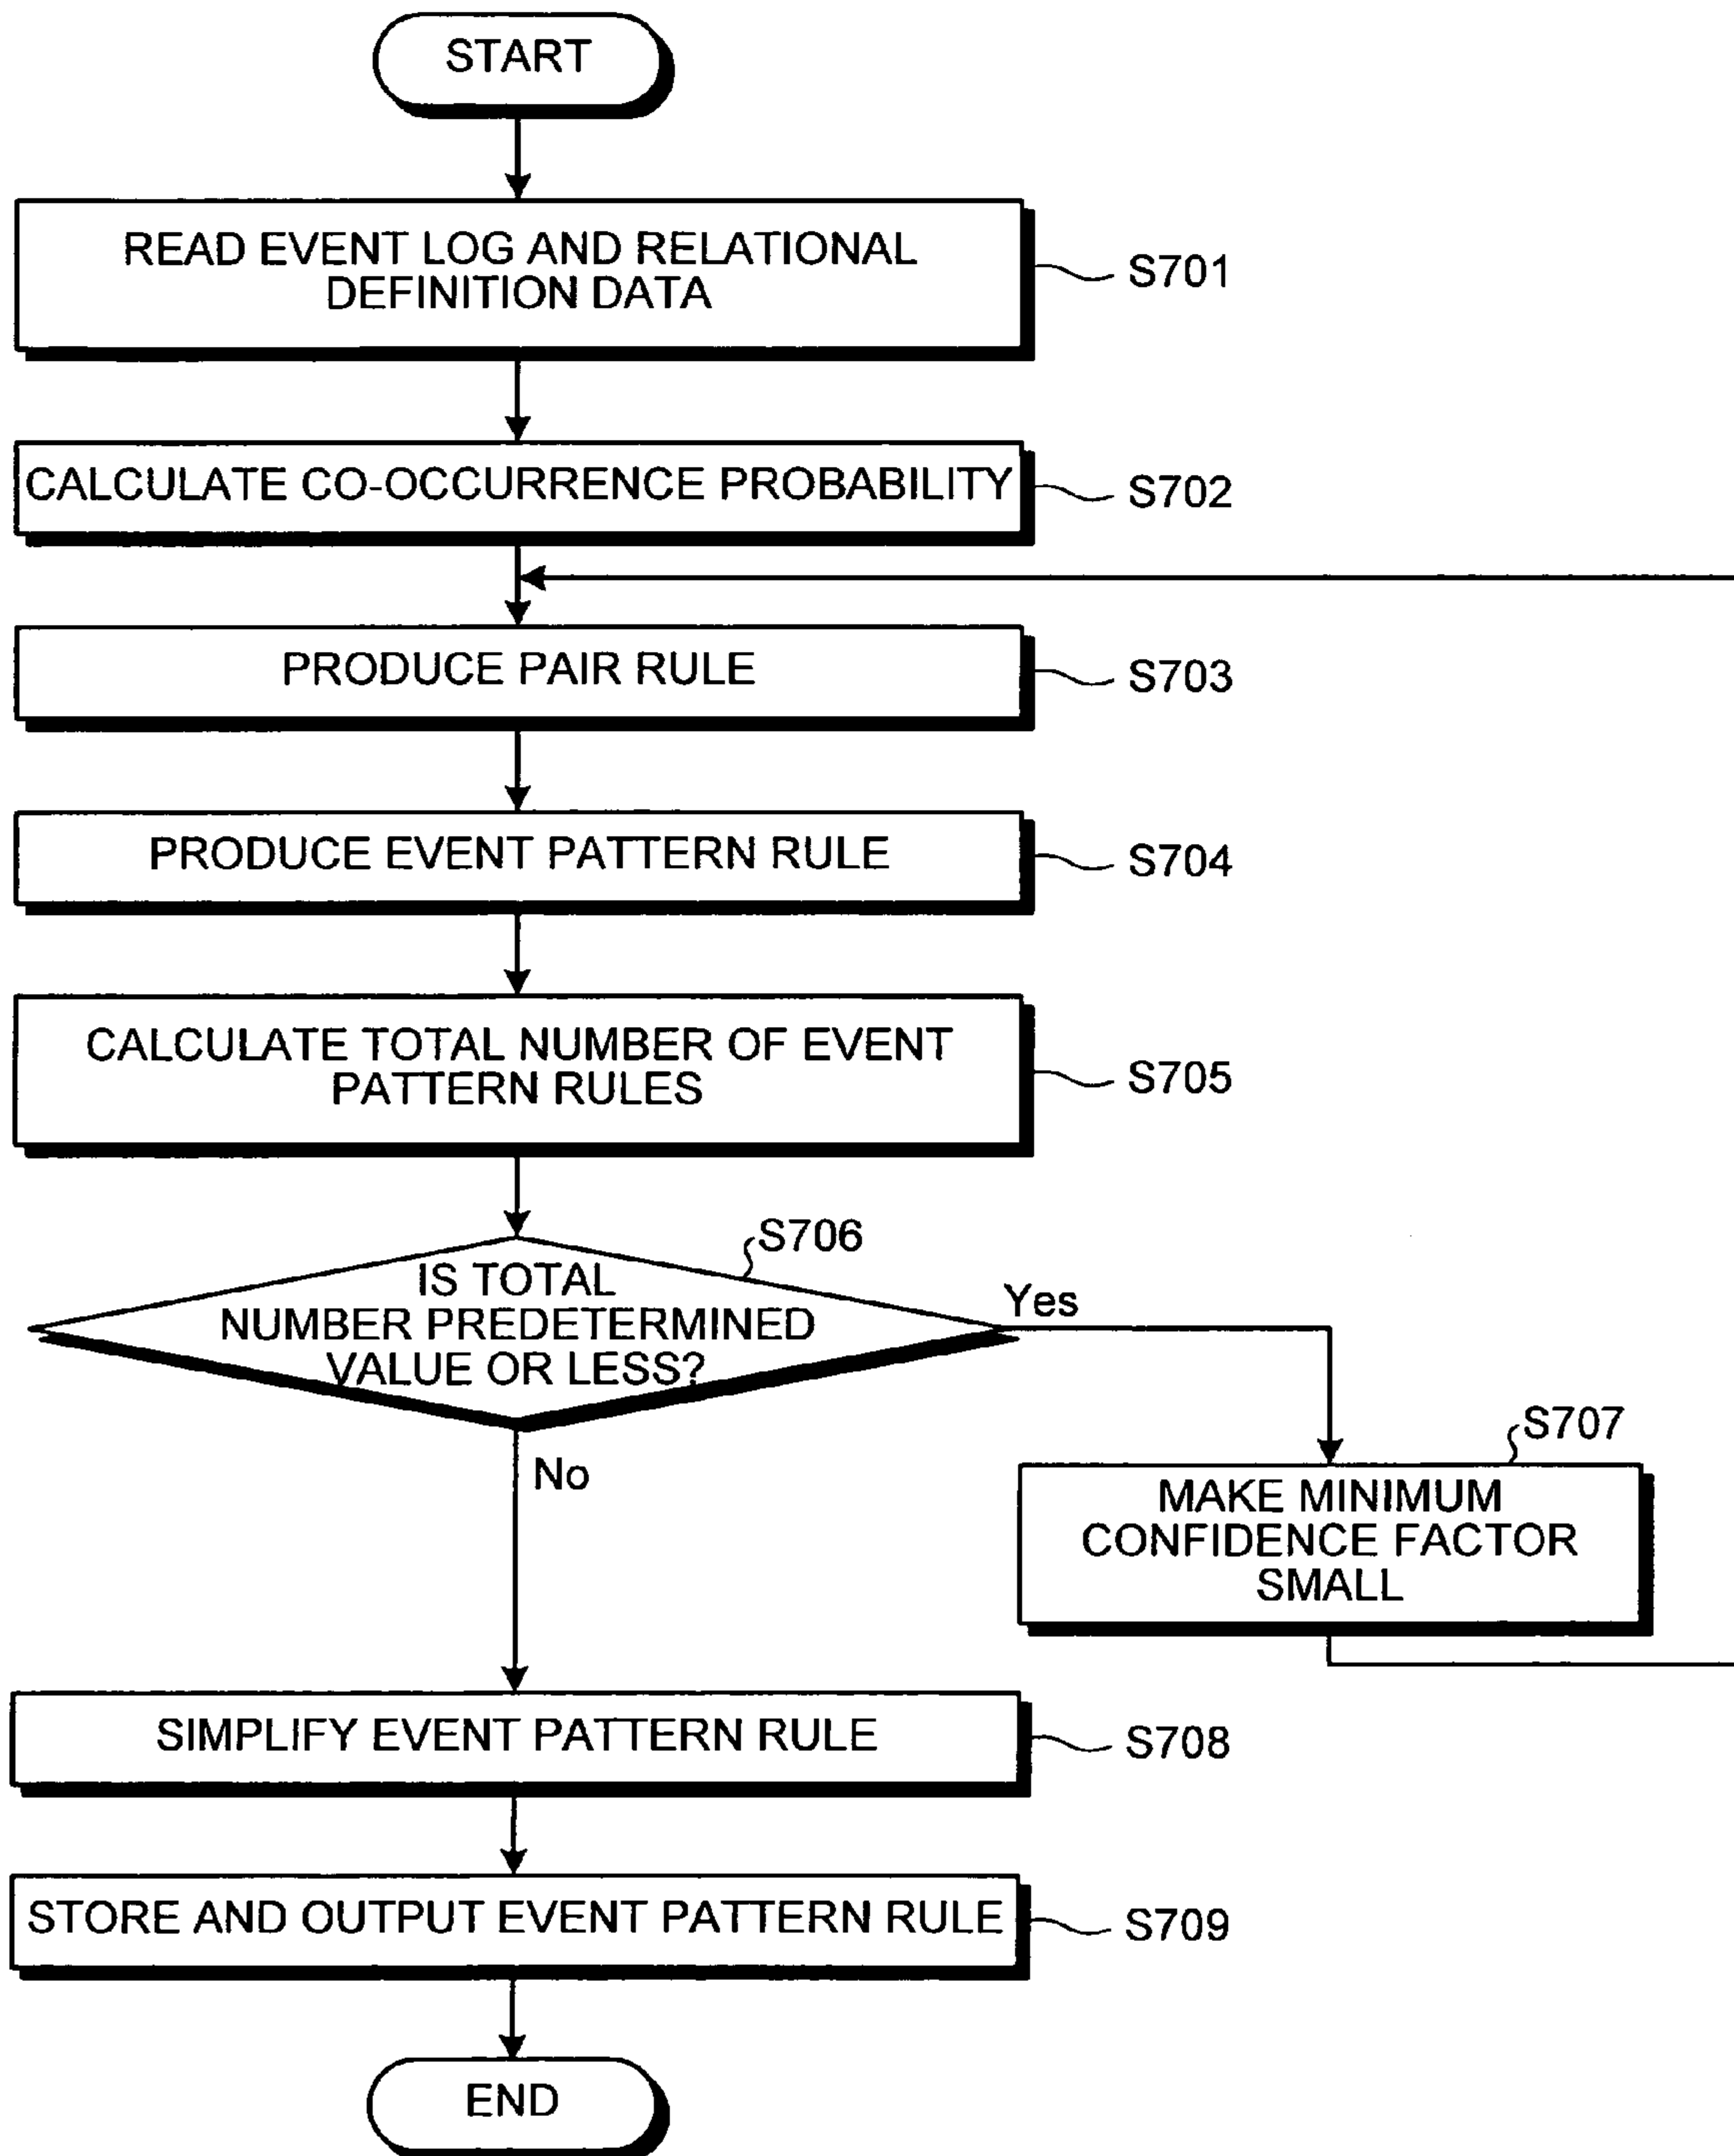 START
READ EVENT LOG AND RELATIONAL
DEFINITION DATA
S701
CALCULATE CO-OCCURRENCE PROBABILITY
S702
PRODUCE PAIR RULE
S703
PRODUCE EVENT PATTERN RULE
S704
CALCULATE TOTAL NUMBER OF EVENT
PATTERN RULES
S705
S706
IS TOTAL
NUMBER PREDETERMINED
VALUE OR LESS?
Yes
No
S707
MAKE MINIMUM
CONFIDENCE FACTOR
SMALL
SIMPLIFY EVENT PATTERN RULE
S708
STORE AND OUTPUT EVENT PATTERN RULE
S709
END